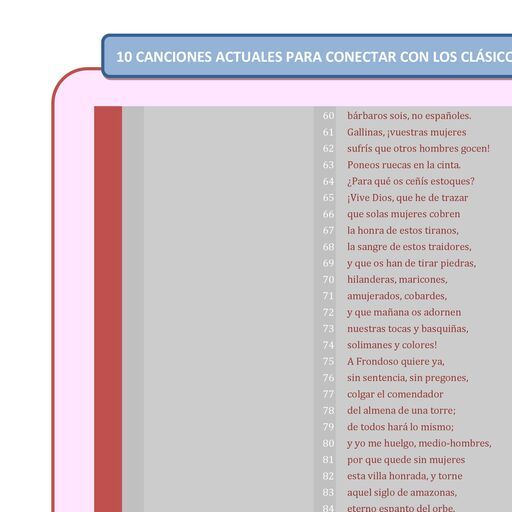 10 CANCIONES ACTUALES PARA CONECTAR CON LOS CLÁSICO
60 bárbaros sois, no españoles.
61 Gallinas, ¡vuestras mujeres
62 sufrís que otros hombres gocen!
63 Poneos ruecas en la cinta.
64 ¿Para qué os ceñís estoques?
65 ¡Vive Dios, que he de trazar
66 que solas mujeres cobren
67 la honra de estos tiranos,
68 la sangre de estos traidores,
69 y que os han de tirar piedras,
70 hilanderas, maricones,
71 amujerados, cobardes,
72 y que mañana os adornen
73 nuestras tocas y basquiñas,
74 solimanes y colores!
75 A Frondoso quiere ya,
76 sin sentencia, sin pregones,
77 colgar el comendador
78 del almena de una torre;
79 de todos hará lo mismo;
80 y yo me huelgo, medio-hombres,
81 por que quede sin mujeres
82 esta villa honrada, y torne
83 aquel siglo de amazonas,
84 eterno espanto del orbe.